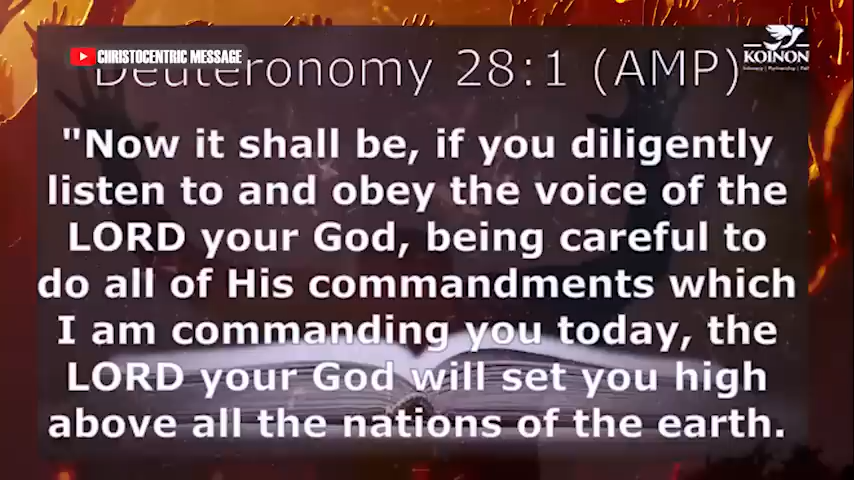 CHRISTOCENTRIC MESSAGE
KOINON
Deuteronomy 28:1 (AMP)
"Now it shall be, if you diligently
listen to and obey the voice of the
LORD your God, being careful to
do all of His commandments which
I am commanding you today, the
LORD your God will set you high
above all the nations of the earth.